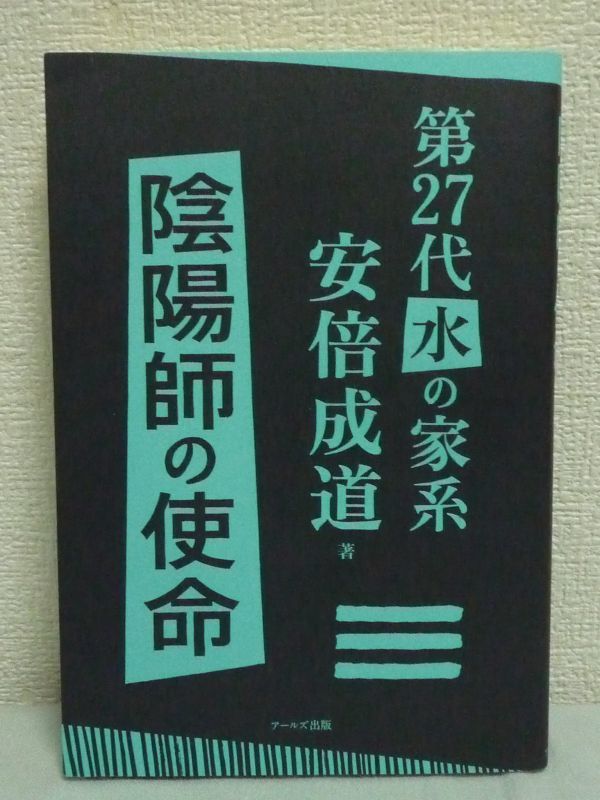 第27代水の家系
安倍成道
著
陰陽師の使命
アールズ出版